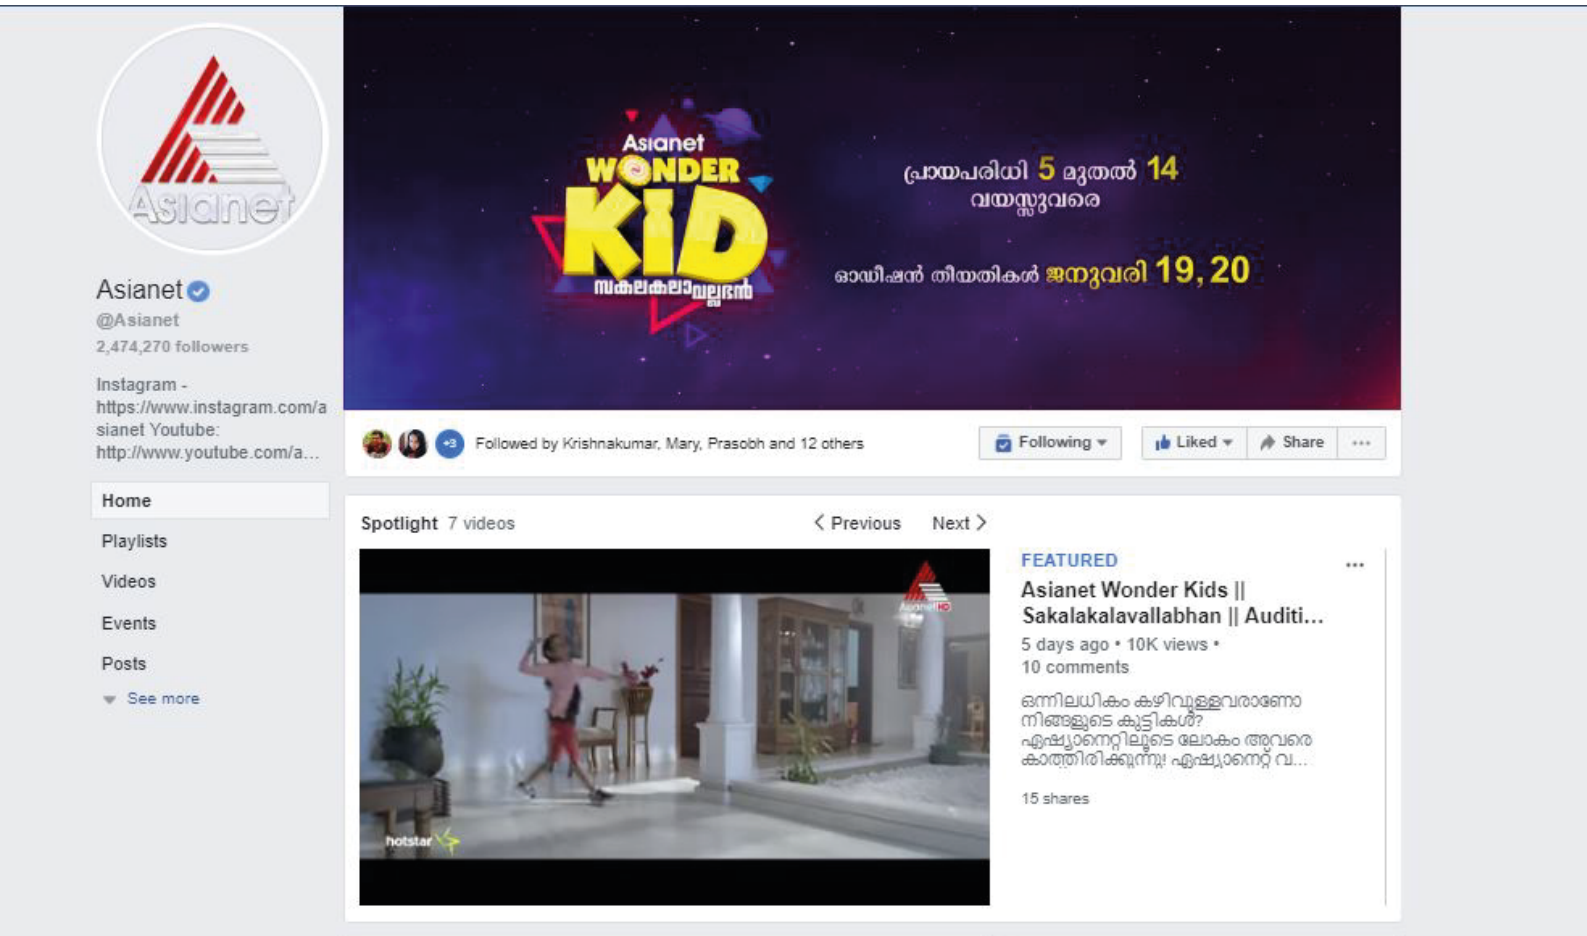 Asianet
Asianet
@Asianet
2,474,270 followers
Instagram -
https://www.instagram.com/a
sianet Youtube:
http://www.youtube.com/a...
Home
Playlists
Videos
Events
Posts
See more
Asianet
WONDER
KID
സകലകലാവല്ലഭൻ
പ്രായപരിധി 5 മുതൽ 14
വയസ്സുവരെ
ഓഡീഷൻ തീയതികൾ ജനുവരി 19, 20
+3 Followed by Krishnakumar, Mary, Prasobh and 12 others
Following
Liked
Share
Spotlight 7 videos
Previous Next
AsianetHD
hotstar
FEATURED
Asianet Wonder Kids ||
Sakalakalavallabhan || Auditi...
5 days ago • 10K views •
10 comments
ഒന്നിലധികം കഴിവുള്ളവരാണോ
നിങ്ങളുടെ കുട്ടികൾ?
ഏഷ്യാനെറ്റിലൂടെ ലോകം അവരെ
കാത്തിരിക്കുന്നു! ഏഷ്യാനെറ്റ് വ...
15 shares